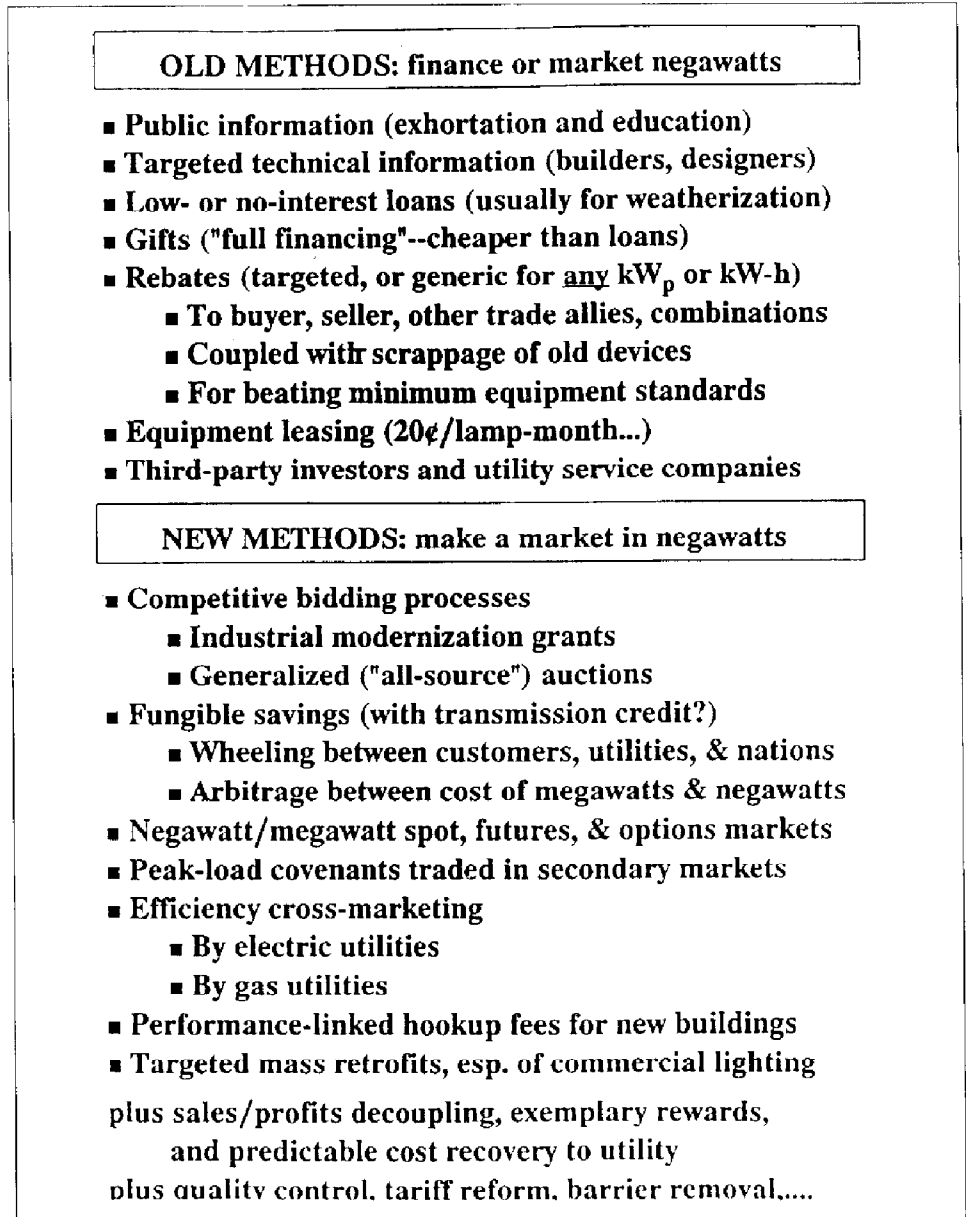 OLD METHODS: finance or market negawatts
▪ Public information (exhortation and education)
▪ Targeted technical information (builders, designers)
▪ Low- or no-interest loans (usually for weatherization)
▪ Gifts ("full financing"--cheaper than loans)
▪ Rebates (targeted, or generic for any kWp or kW-h)
▪ To buyer, seller, other trade allies, combinations
▪ Coupled with scrappage of old devices
▪ For beating minimum equipment standards
▪ Equipment leasing (20¢/lamp-month...)
▪ Third-party investors and utility service companies
NEW METHODS: make a market in negawatts
▪ Competitive bidding processes
▪ Industrial modernization grants
▪ Generalized ("all-source") auctions
▪ Fungible savings (with transmission credit?)
▪ Wheeling between customers, utilities, & nations
▪ Arbitrage between cost of megawatts & negawatts
▪ Negawatt/megawatt spot, futures, & options markets
▪ Peak-load covenants traded in secondary markets
▪ Efficiency cross-marketing
▪ By electric utilities
▪ By gas utilities
▪ Performance-linked hookup fees for new buildings
▪ Targeted mass retrofits, esp. of commercial lighting
plus sales/profits decoupling, exemplary rewards,
and predictable cost recovery to utility
plus quality control, tariff reform, barrier removal,....